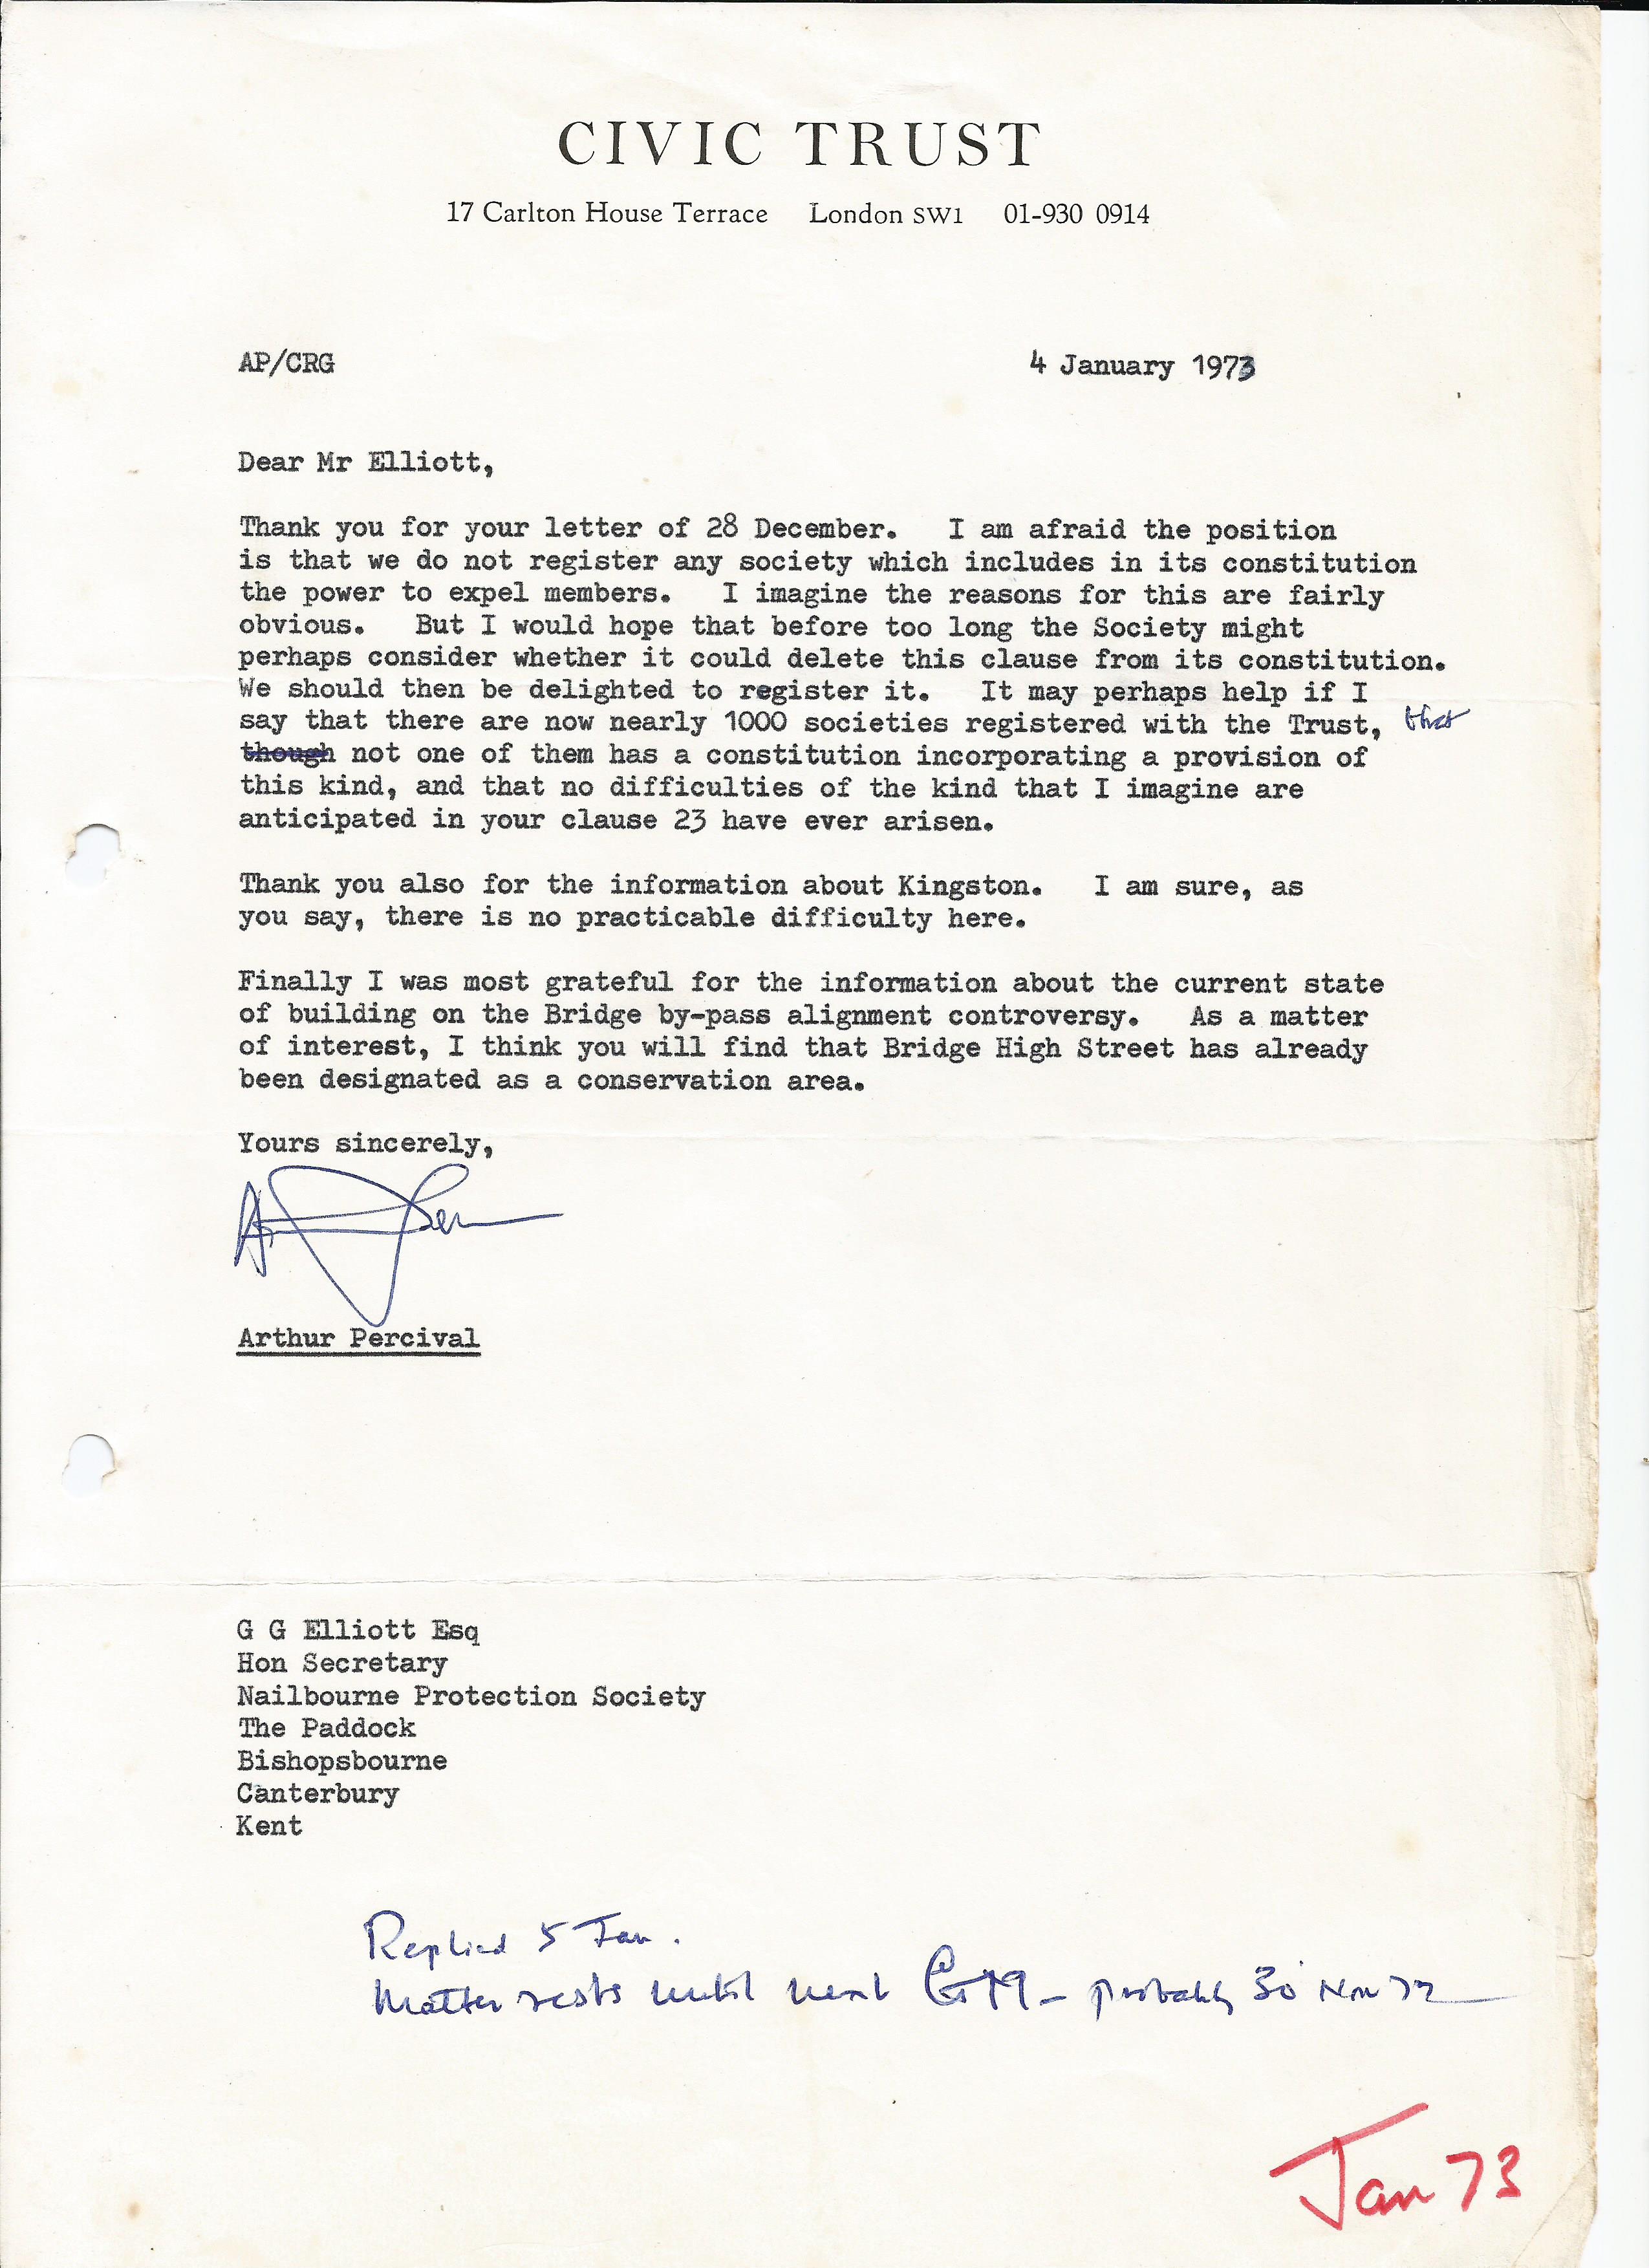 CIVIC TRUST
17 Carlton House Terrace London SW1 01-930 0914
AP/CRG 4 January 1973
Dear Mr Elliott,
Thank you for your letter of 28 December. I am afraid the position
is that we do not register any society which includes in its constitution
the power to expel members. I imagine the reasons for this are fairly
obvious. But I would hope that before too long the Society might
perhaps consider whether it could delete this clause from its constitution.
We should then be delighted to register it. It may perhaps help if I
say that there are now nearly 1000 societies registered with the Trust, that
though not one of them has a constitution incorporating a provision of
this kind, and that no difficulties of the kind that I imagine are
anticipated in your clause 23 have ever arisen.
Thank you also for the information about Kingston. I am sure, as
you say, there is no practicable difficulty here.
Finally I was most grateful for the information about the current state
of building on the Bridge by-pass alignment controversy. As a matter
of interest, I think you will find that Bridge High Street has already
been designated as a conservation area.
Yours sincerely,
Arthur Percival
G G Elliott Esq
Hon Secretary
Nailbourne Protection Society
The Paddock
Bishopsbourne
Canterbury
Kent
Replied 5 Jan.
Matter rests until next - probably 30 Nov
Jan 73